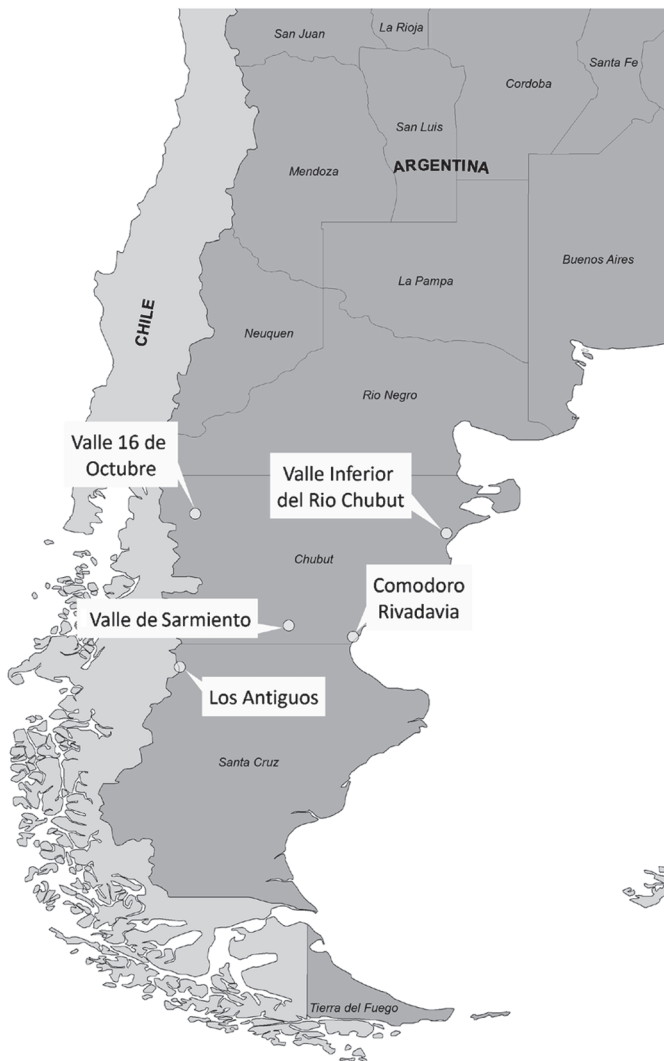 La Rioja
San Juan
Santa Fe
Cordoba
San Luis
ARGENTINA
Mendoza
Buenos Aires
La Pampa
CHILE
Neuquen
Rio Negro
Valle 16 de
Octubre
Valle Inferior
del Rio Chubut
Chubut
Comodoro
Rivadavia
Valle de Sarmiento
Los Antiguos
Santa Cruz
Tierra del Fuego